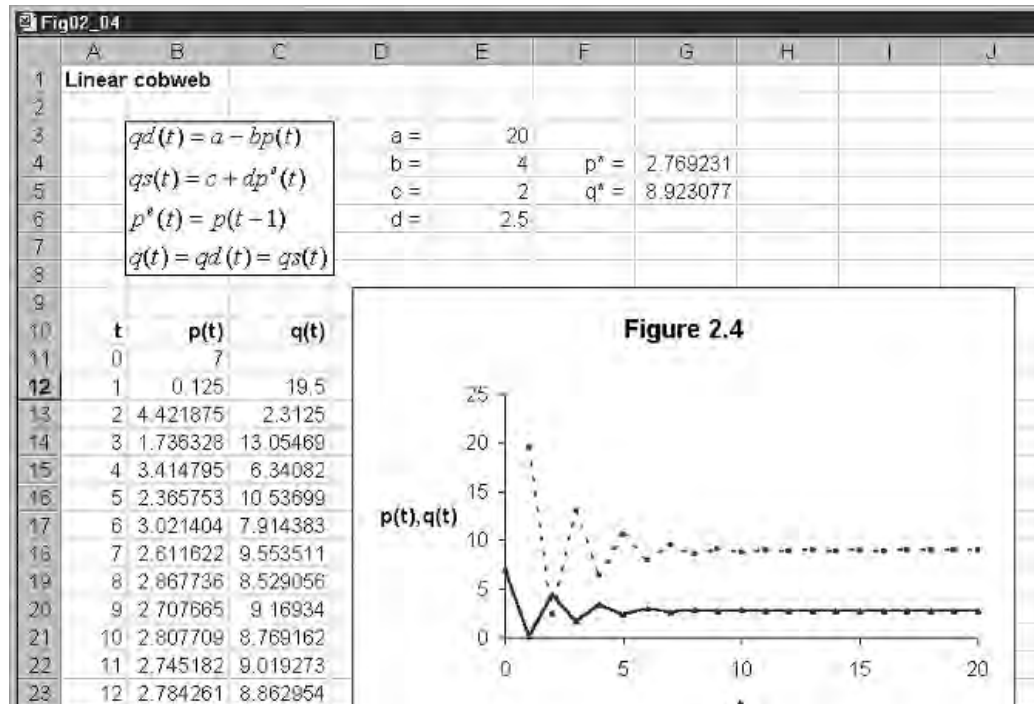 Fig02_04
A B C D E F G H I J
1 Linear cobweb
2
3 qd(t) = a − bp(t) a = 20
4 b = 4 p* = 2.769231
qs(t) = c + dpᵉ(t)
5 c = 2 q* = 8.923077
6 pᵉ(t) = p(t − 1) d = 2.5
7
q(t) = qd(t) = qs(t)
8
9
10 t p(t) q(t) Figure 2.4
11 0 7
12 1 0.125 19.5
13 2 4.421875 2.3125
14 3 1.736328 13.05469
15 4 3.414795 6.34082
16 5 2.365753 10.53699
17 6 3.021404 7.914383
18 7 2.611622 9.553511
19 8 2.867736 8.529056
20 9 2.707665 9.16934
21 10 2.807709 8.769162
22 11 2.745182 9.019273
23 12 2.784261 8.862954
25
20
15
p(t),q(t)
10
5
0
0 5 10 15 20